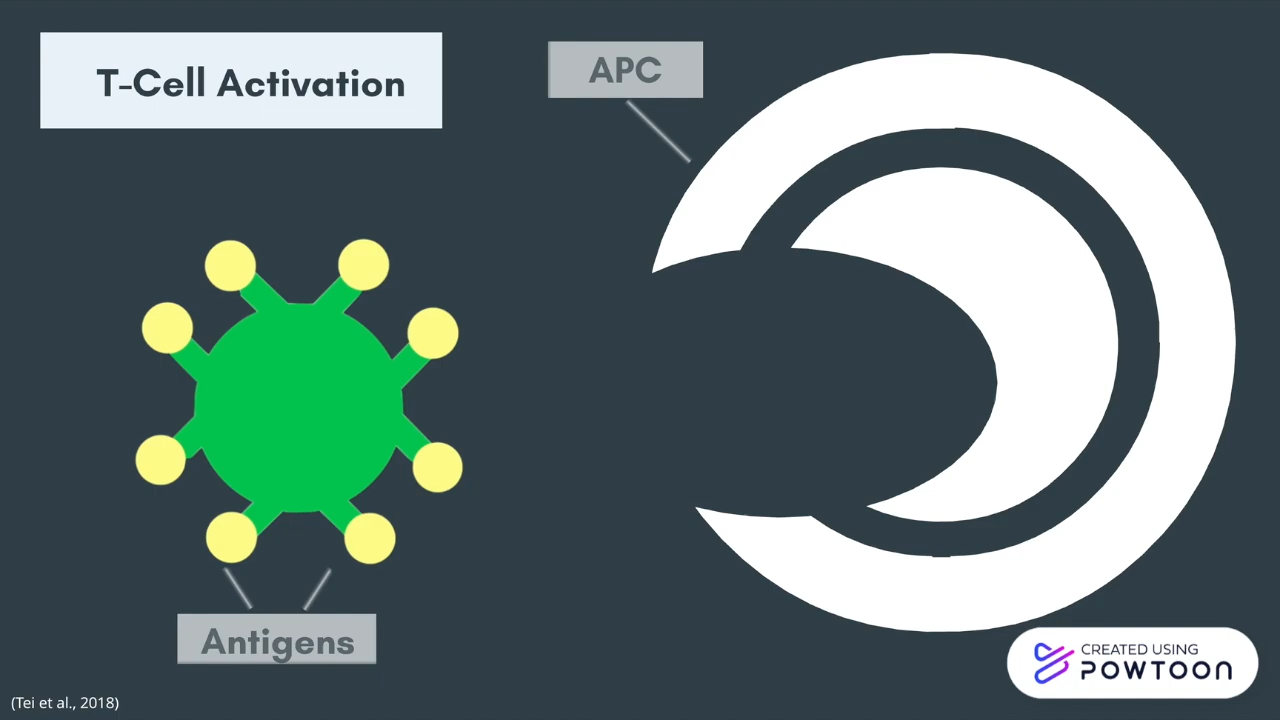 T-Cell Activation
APC
Antigens
CREATED USING
POWTOON
(Tei et al., 2018)